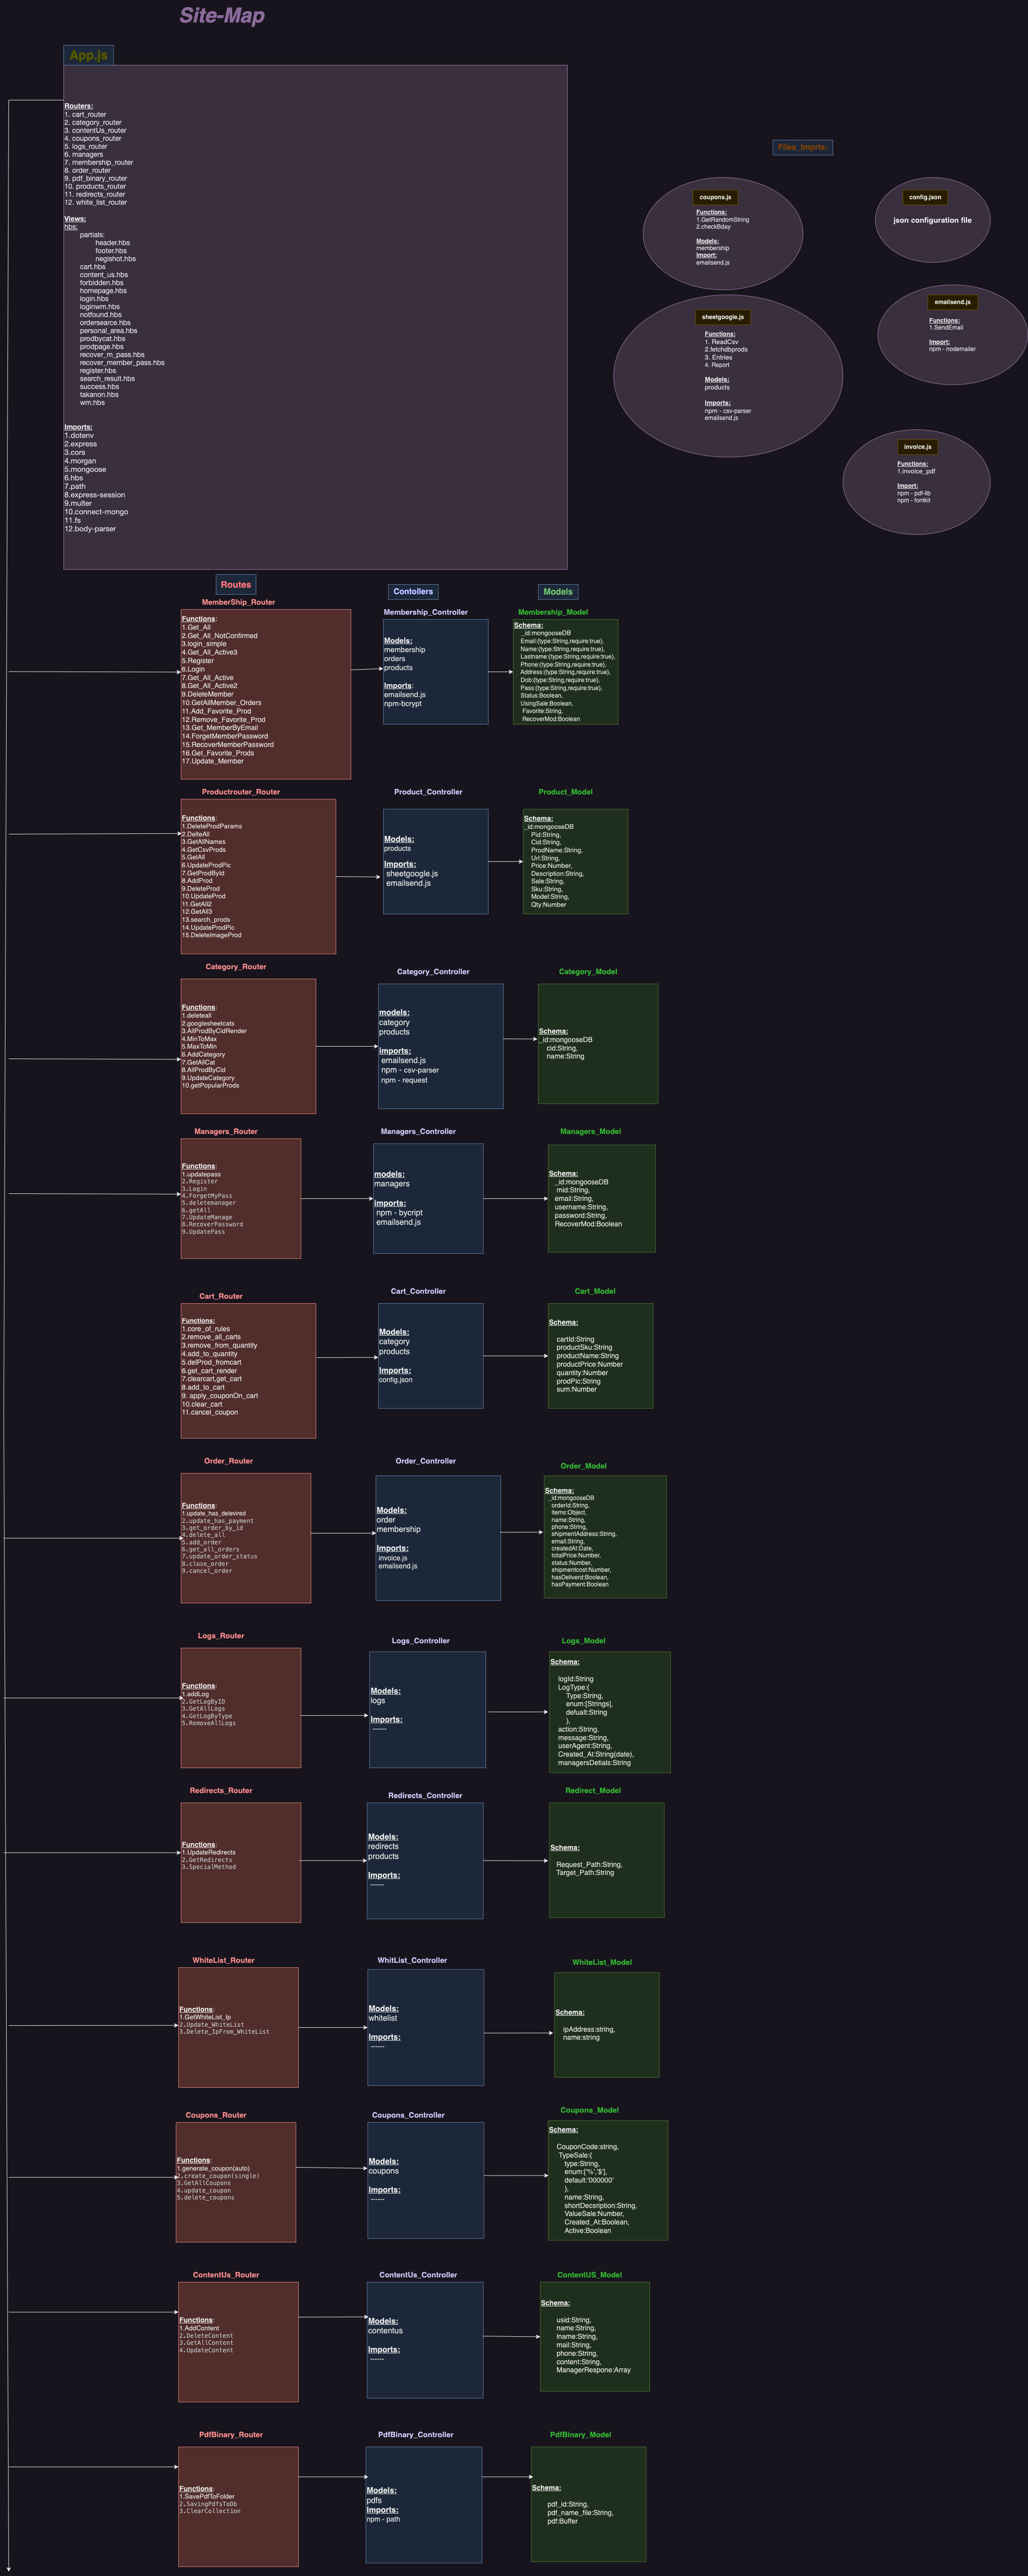 Site-Map
App.js
Routers:
1. cart_router
2. category_router
3. contentUs_router
4. coupons_router
5. logs_router
6. managers
7. membership_router
8. order_router
9. pdf_binary_router
10. products_router
11. redirects_router
12. white_list_router
Views:
hbs:
partials:
header.hbs
footer.hbs
negishot.hbs
cart.hbs
content_us.hbs
forbidden.hbs
homepage.hbs
login.hbs
loginwm.hbs
notfound.hbs
ordersearce.hbs
personal_area.hbs
prodbycat.hbs
prodpage.hbs
recover_m_pass.hbs
recover_member_pass.hbs
register.hbs
search_result.hbs
success.hbs
takanon.hbs
wm.hbs
Imports:
1.dotenv
2.express
3.cors
4.morgan
5.mongoose
6.hbs
7.path
8.express-session
9.multer
10.connect-mongo
11.fs
12.body-parser
Files_Imprts:
coupons.js
Functions:
1.GetRandomString
2.checkBday
Models:
membership
Import:
emailsend.js
config.json
json configuration file
sheetgoogle.js
Functions:
1. ReadCsv
2.fetchdbprods
3. Entries
4. Report
Models:
products
Imports:
npm - csv-parser
emailsend.js
emailsend.js
Functions:
1.SendEmail
Import:
npm - nodemailer
invoice.js
Functions:
1.invoice_pdf
Import:
npm - pdf-lib
npm - fontkit
Routes
Contollers
Models
MemberShip_Router
Functions:
1.Get_All
2.Get_All_NotConfirmed
3.login_simple
4.Get_All_Active3
5.Register
6.Login
7.Get_All_Active
8.Get_All_Active2
9.DeleteMember
10.GetAllMember_Orders
11.Add_Favorite_Prod
12.Remove_Favorite_Prod
13.Get_MemberByEmail
14.ForgetMemberPassword
15.RecoverMemberPassword
16.Get_Favorite_Prods
17.Update_Member
Membership_Controller
Models:
membership
orders
products
Imports:
emailsend.js
npm-bcrypt
Membership_Model
Schema:
_id:mongooseDB
Email:(type:String,require:true),
Name:(type:String,require:true),
Lastname:(type:String,require:true),
Phone:(type:String,require:true),
Address:(type:String,require:true),
Dob:(type:String,require:true),
Pass:(type:String,require:true),
Status:Boolean,
UsingSale:Boolean,
Favorite:String,
RecoverMod:Boolean
Productrouter_Router
Functions:
1.DeleteProdParams
2.DelteAll
3.GetAllNames
4.GetCsvProds
5.GetAll
6.UpdateProdPic
7.GetProdById
8.AddProd
9.DeleteProd
10.UpdateProd
11.GetAll2
12.GetAll3
13.search_prods
14.UpdateProdPic
15.DeleteImageProd
Product_Controller
Models:
products
Imports:
sheetgoogle.js
emailsend.js
Product_Model
Schema:
_id:mongooseDB
Pid:String,
Cid:String,
ProdName:String,
Url:String,
Price:Number,
Description:String,
Sale:String,
Sku:String,
Model:String,
Qty:Number
Category_Router
Functions:
1.deleteall
2.googlesheetcats
3.AllProdByCidRender
4.MinToMax
5.MaxToMin
6.AddCategory
7.GetAllCat
8.AllProdByCid
9.UpdateCategory
10.getPopularProds
Category_Controller
models:
category
products
imports:
emailsend.js
npm - csv-parser
npm - request
Category_Model
Schema:
_id:mongooseDB
cid:String,
name:String
Managers_Router
Functions:
1.updatepass
2.Register
3.Login
4.ForgetMyPass
5.deletemanager
6.getAll
7.UpdateManage
8.RecoverPassword
9.UpdatePass
Managers_Controller
models:
managers
imports:
npm - bycript
emailsend.js
Managers_Model
Schema:
_id:mongooseDB
mid:String,
email:String,
username:String,
password:String,
RecoverMod:Boolean
Cart_Router
Functions:
1.core_of_rules
2.remove_all_carts
3.remove_from_quantity
4.add_to_quantity
5.delProd_fromcart
6.get_cart_render
7.clearcart,get_cart
8.add_to_cart
9. apply_couponOn_cart
10.clear_cart
11.cancel_coupon
Cart_Controller
Models:
category
products
Imports:
config.json
Cart_Model
Schema:
cartId:String
productSku:String
productName:String
productPrice:Number
quantity:Number
prodPic:String
sum:Number
Order_Router
Functions:
1.update_has_delevired
2.update_has_payment
3.get_order_by_id
4.delete_all
5.add_order
6.get_all_orders
7.update_order_status
8.close_order
9.cancel_order
Order_Controller
Models:
order
membership
Imports:
invoice.js
emailsend.js
Order_Model
Schema:
_id:mongooseDB
orderId:String,
items:Object,
name:String,
phone:String,
shipmentAddress:String,
email:String,
createdAt:Date,
totalPrice:Number,
status:Number,
shipmentcost:Number,
hasDeliverd:Boolean,
hasPayment:Boolean
Logs_Router
Functions:
1.addLog
2.GetLogByID
3.GetAllLogs
4.GetLogByType
5.RemoveAllLogs
Logs_Controller
Models:
logs
Imports:
------
Logs_Model
Schema:
logId:String
LogType:(
Type:String,
enum:[Strings],
defualt:String
),
action:String,
message:String,
userAgent:String,
Created_At:String(date),
managersDetials:String
Redirects_Router
Functions:
1.UpdateRedirects
2.GetRedirects
3.SpecialMethod
Redirects_Controller
Models:
redirects
products
Imports:
------
Redirect_Model
Schema:
Request_Path:String,
Target_Path:String
WhiteList_Router
Functions:
1.GetWhiteList_Ip
2.Update_WhiteList
3.Delete_IpFrom_WhiteList
WhitList_Controller
Models:
whitelist
Imports:
------
WhiteList_Model
Schema:
ipAddress:string,
name:string
Coupons_Router
Functions:
1.generate_coupon(auto)
2.create_coupon(single)
3.GetAllCoupons
4.update_coupon
5.delete_coupons
Coupons_Controller
Models:
coupons
Imports:
------
Coupons_Model
Schema:
CouponCode:string,
TypeSale:(
type:String,
enum:['%','$'],
default:'000000'
),
name:String,
shortDecsription:String,
ValueSale:Number,
Created_At:Boolean,
Active:Boolean
ContentUs_Router
Functions:
1.AddContent
2.DeleteContent
3.GetAllContent
4.UpdateContent
ContentUs_Controller
Models:
contentus
Imports:
------
ContentUS_Model
Schema:
usid:String,
name:String,
lname:String,
mail:String,
phone:String,
content:String,
ManagerRespone:Array
PdfBinary_Router
Functions:
1.SavePdfToFolder
2.SavingPdfsToDb
3.ClearCollection
PdfBinary_Controller
Models:
pdfs
Imports:
npm - path
PdfBinary_Model
Schema:
pdf_id:String,
pdf_name_file:String,
pdf:Buffer